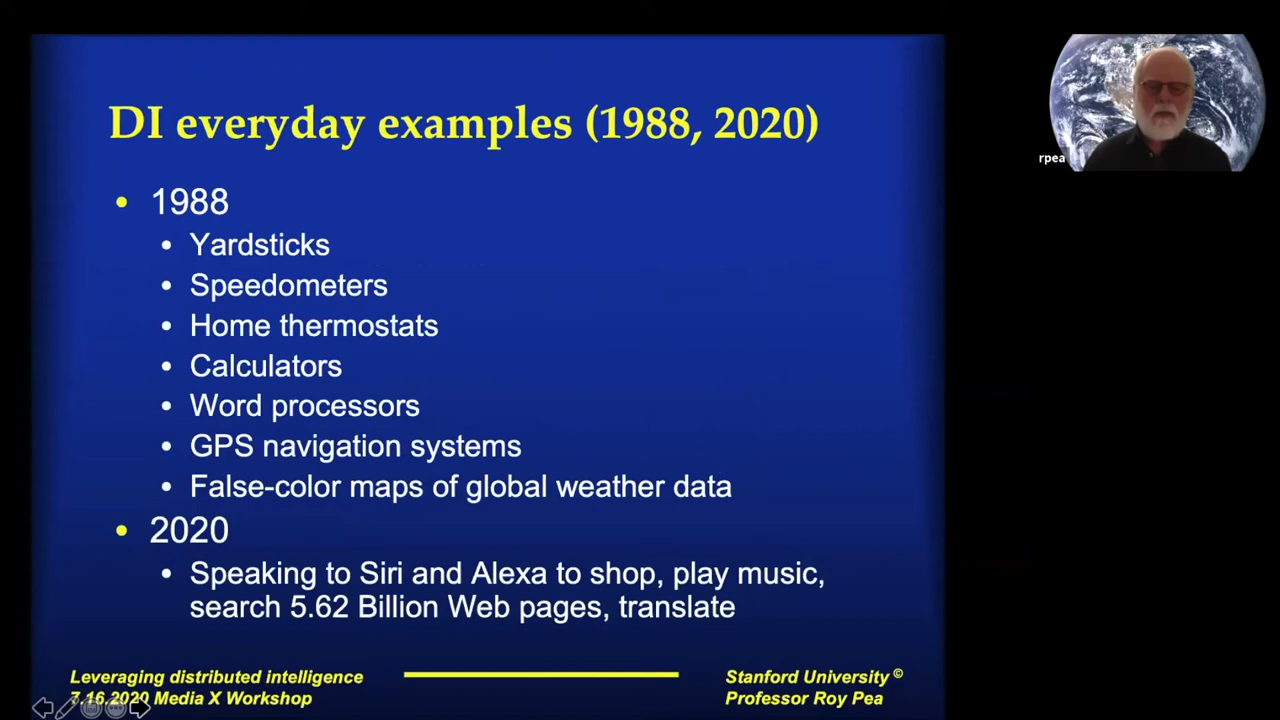 DI everyday examples (1988, 2020)
rpea
• 1988
• Yardsticks
• Speedometers
• Home thermostats
• Calculators
• Word processors
• GPS navigation systems
• False-color maps of global weather data
• 2020
• Speaking to Siri and Alexa to shop, play music,
search 5.62 Billion Web pages, translate
Leveraging distributed intelligence
7.16.2020 Media X Workshop
Stanford University ©
Professor Roy Pea